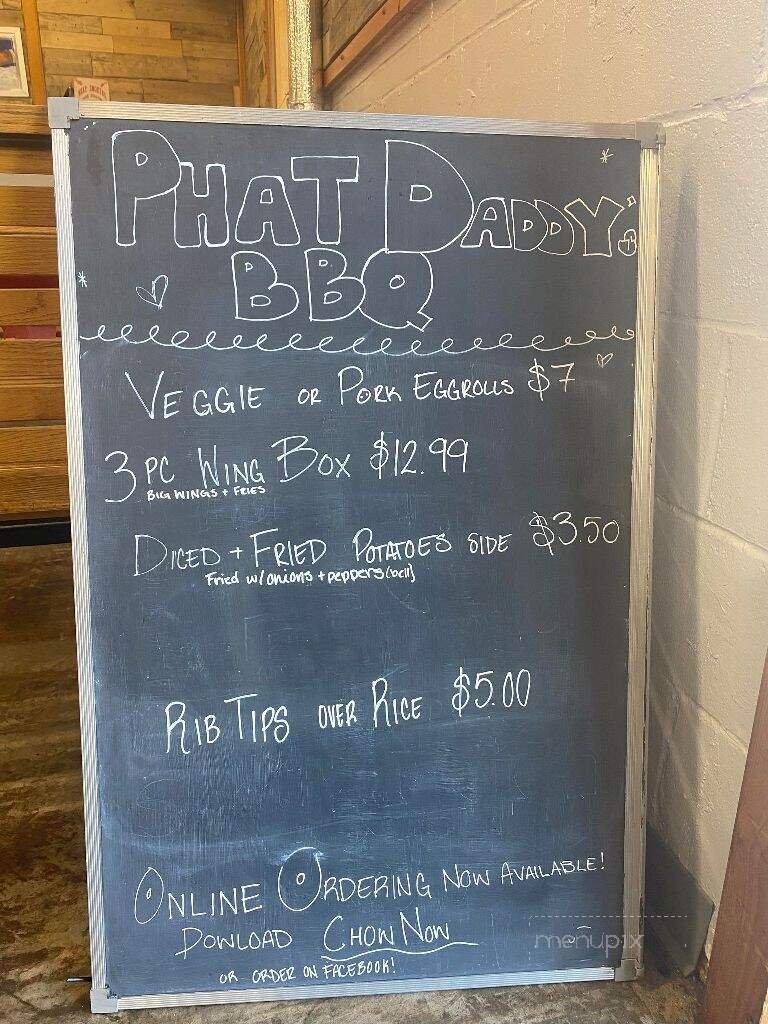 PHAT DADDY'S
BBQ
VEGGIE OR PORK EGGROLLS $7
3 PC WING BOX $12.99
BIG WINGS + FRIES
DICED + FRIED POTATOES SIDE $3.50
Fried w/ onions + peppers (bell)
RIB TIPS OVER RICE $5.00
ONLINE ORDERING NOW AVAILABLE!
DOWLOAD CHOW NOW
OR ORDER ON FACEBOOK!
menupix